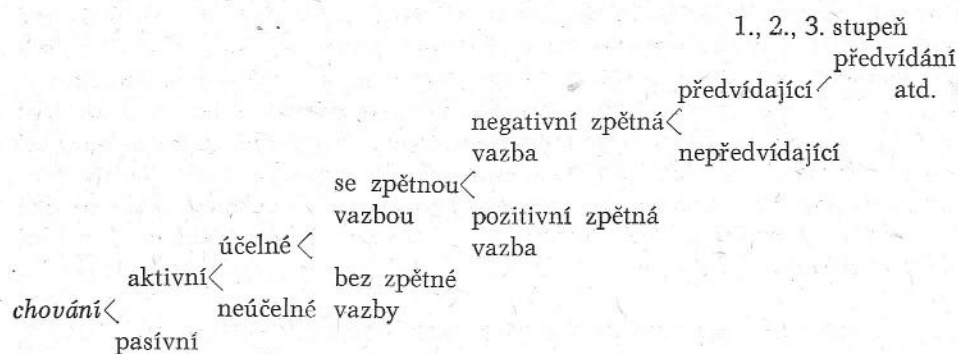 1., 2., 3. stupeň
předvídání
předvídající< atd.
negativní zpětná<
vazba nepředvídající
se zpětnou<
vazbou pozitivní zpětná
účelné< vazba
aktivní< bez zpětné
chování< neúčelné vazby
pasívní